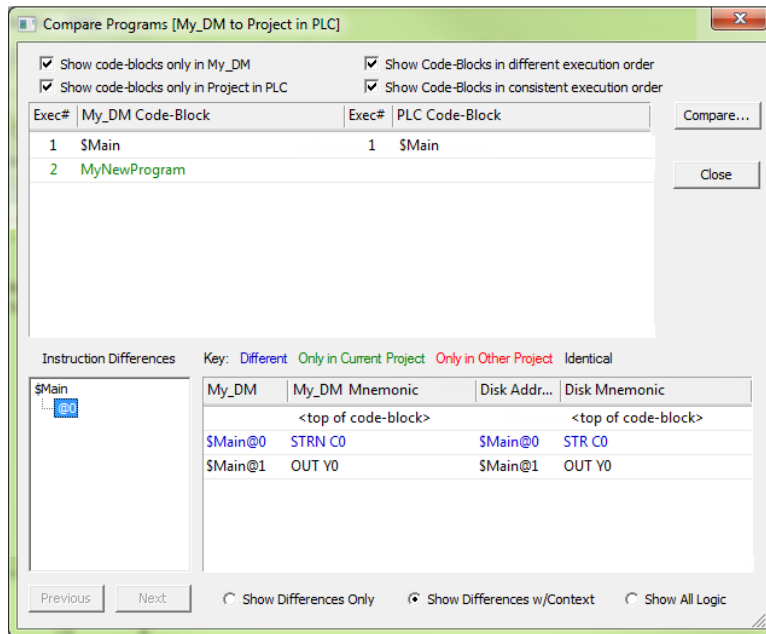 Compare Programs [My_DM to Project in PLC]
Show code-blocks only in My_DM Show Code-Blocks in different execution order
Show code-blocks only in Project in PLC Show Code-Blocks in consistent execution order
Exec# My_DM Code-Block Exec# PLC Code-Block Compare...
1 $Main 1 $Main
2 MyNewProgram
Close
Instruction Differences Key: Different Only in Current Project Only in Other Project Identical
$Main My_DM My_DM Mnemonic Disk Addr... Disk Mnemonic
@0
<top of code-block> <top of code-block>
$Main@0 STRN C0 $Main@0 STR C0
$Main@1 OUT Y0 $Main@1 OUT Y0
Previous Next Show Differences Only Show Differences w/Context Show All Logic